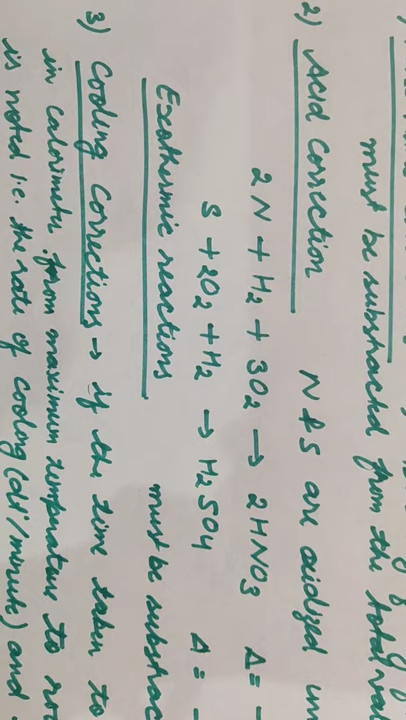 must be substracted from the total
2) Acid Correction N & S are oxidized in
2N + H2 + 3O2 → 2HNO3 Δ= -
S + 2O2 + H2 → H2SO4 Δ = -
Exothermic reactions must be substrac
3) Cooling Corrections → if the time taken to
in calorimeter from maximum temperature to ro
is noted i.e. the rate of cooling (dt/minute) and